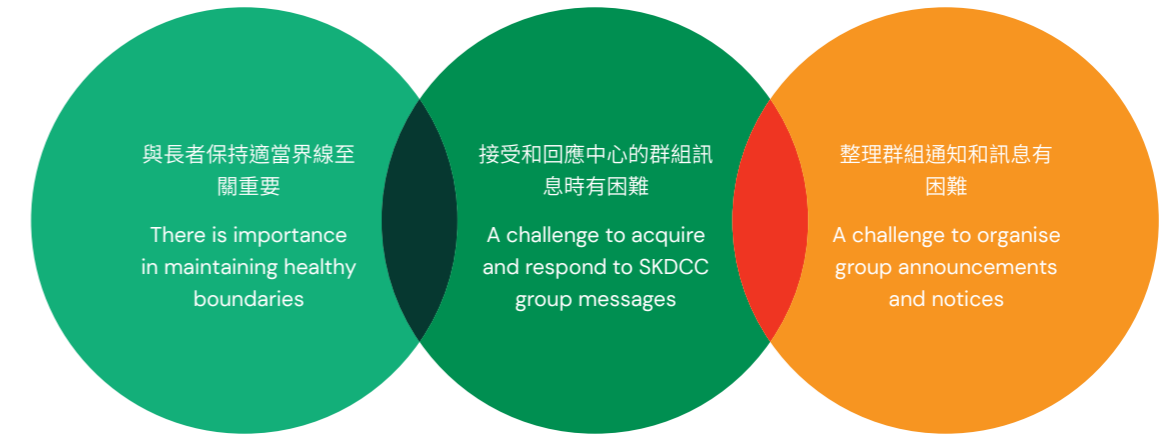 與長者保持適當界線至
關重要
There is importance
in maintaining healthy
boundaries
接受和回應中心的群組訊
息時有困難
A challenge to acquire
and respond to SKDCC
group messages
整理群組通知和訊息有
困難
A challenge to organise
group announcements
and notices